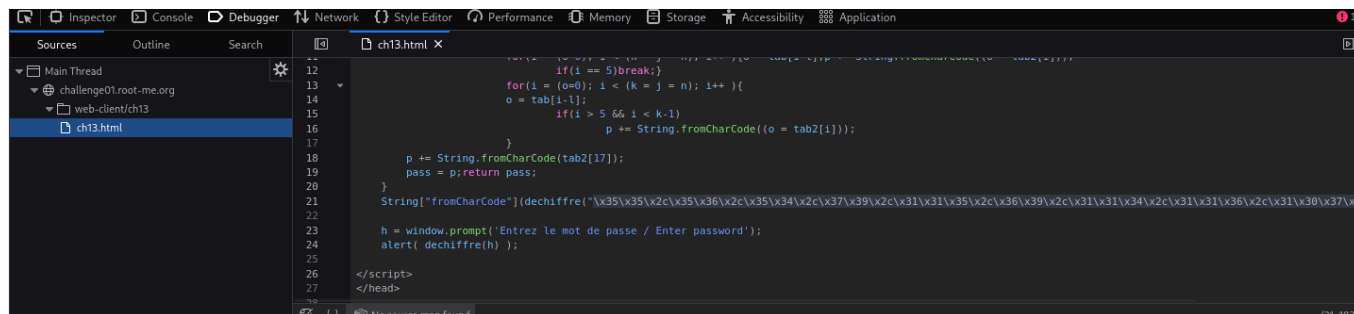 Inspector Console Debugger Network Style Editor Performance Memory Storage Accessibility Application
Sources Outline Search ch13.html
Main Thread
challenge01.root-me.org
web-client/ch13
ch13.html
12 if(i == 5)break;}
13 for(i = (o=0); i < (k = j = n); i++ ){
14 o = tab[i-l];
15 if(i > 5 && i < k-1)
16 p += String.fromCharCode((o = tab2[i]));
17 }
18 p += String.fromCharCode(tab2[17]);
19 pass = p;return pass;
20 }
21 String["fromCharCode"](dechiffre("\x35\x35\x2c\x35\x36\x2c\x35\x34\x2c\x37\x39\x2c\x31\x31\x35\x2c\x36\x39\x2c\x31\x31\x34\x2c\x31\x31\x36\x2c\x31\x30\x37\x
22
23 h = window.prompt('Entrez le mot de passe / Enter password');
24 alert( dechiffre(h) );
25
26 </script>
27 </head>